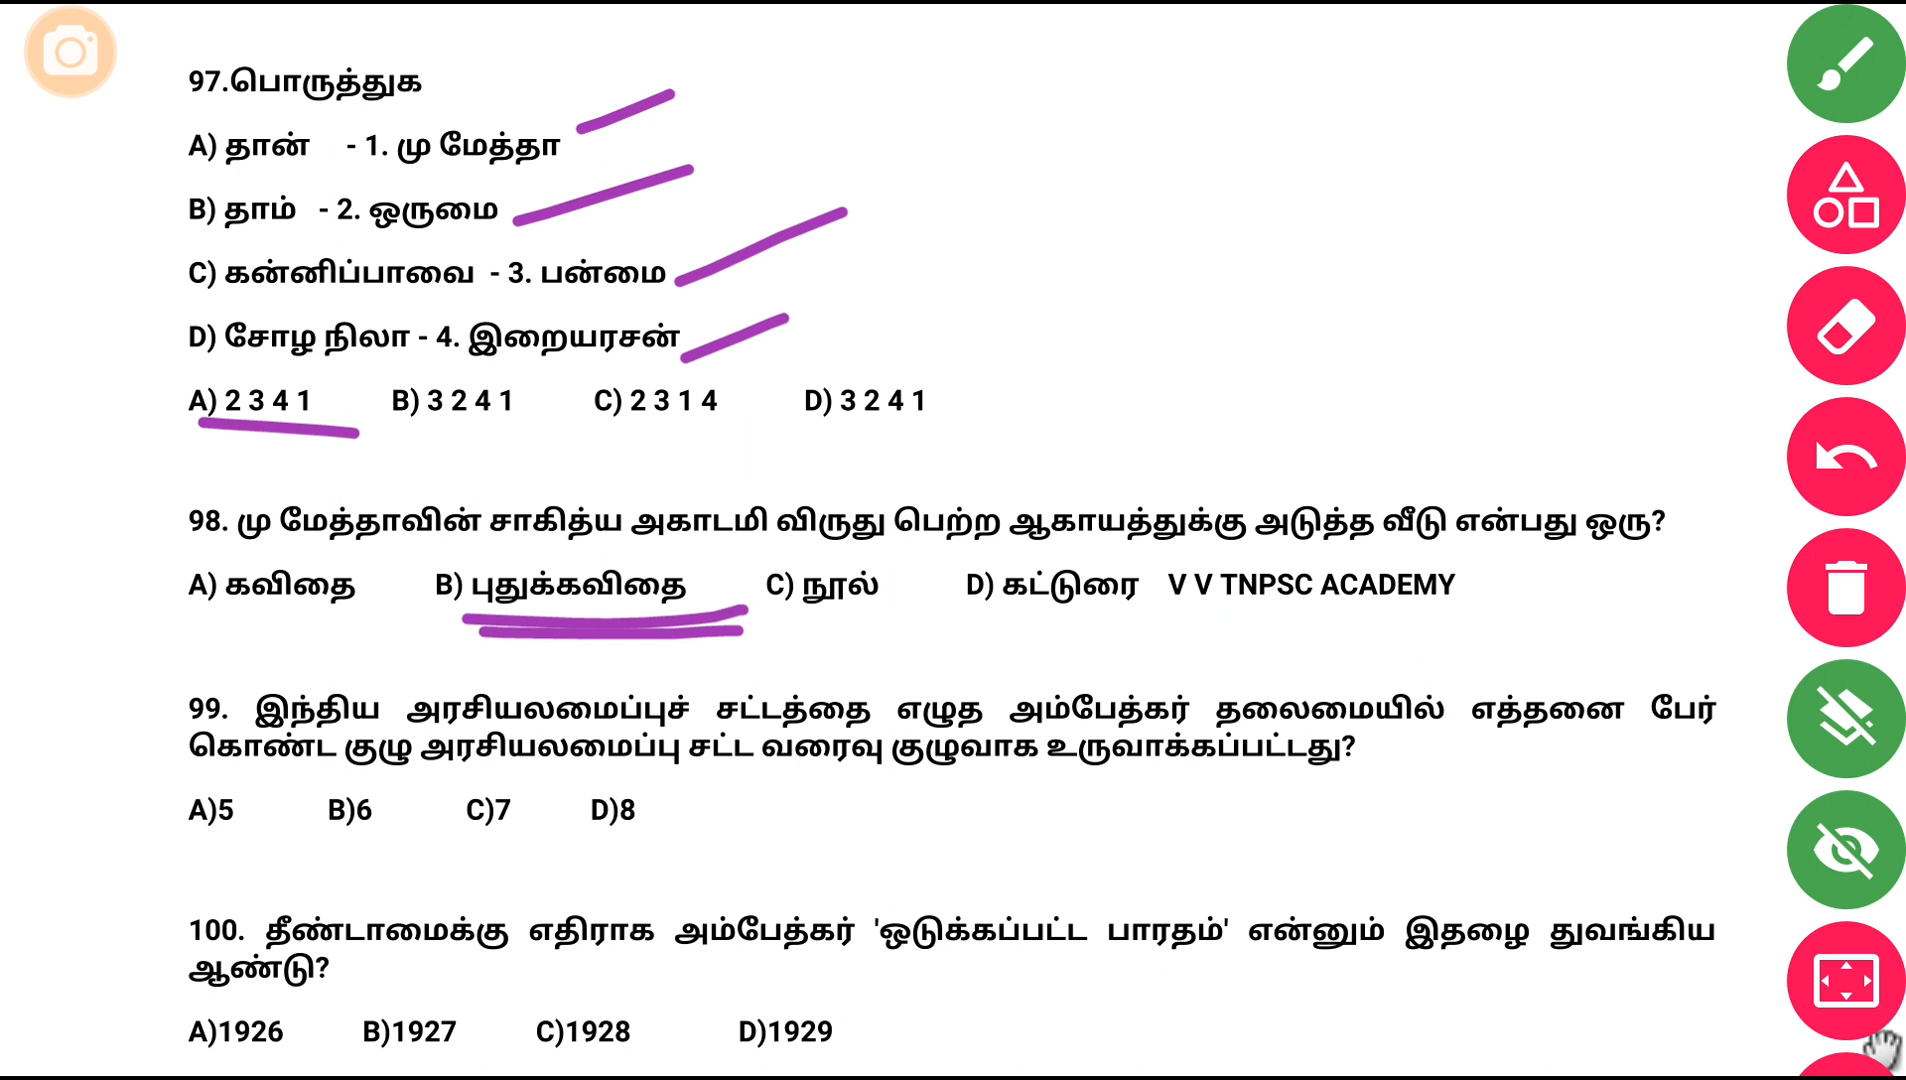 97.பொருத்துக
A) தான் - 1. மு மேத்தா
B) தாம் - 2. ஒருமை
C) கன்னிப்பாவை - 3. பன்மை
D) சோழ நிலா - 4. இறையரசன்
A) 2 3 4 1 B) 3 2 4 1 C) 2 3 1 4 D) 3 2 4 1
98. மு மேத்தாவின் சாகித்ய அகாடமி விருது பெற்ற ஆகாயத்துக்கு அடுத்த வீடு என்பது ஒரு?
A) கவிதை B) புதுக்கவிதை C) நூல் D) கட்டுரை V V TNPSC ACADEMY
99. இந்திய அரசியலமைப்புச் சட்டத்தை எழுத அம்பேத்கர் தலைமையில் எத்தனை பேர்
கொண்ட குழு அரசியலமைப்பு சட்ட வரைவு குழுவாக உருவாக்கப்பட்டது?
A)5 B)6 C)7 D)8
100. தீண்டாமைக்கு எதிராக அம்பேத்கர் 'ஒடுக்கப்பட்ட பாரதம்' என்னும் இதழை துவங்கிய
ஆண்டு?
A)1926 B)1927 C)1928 D)1929